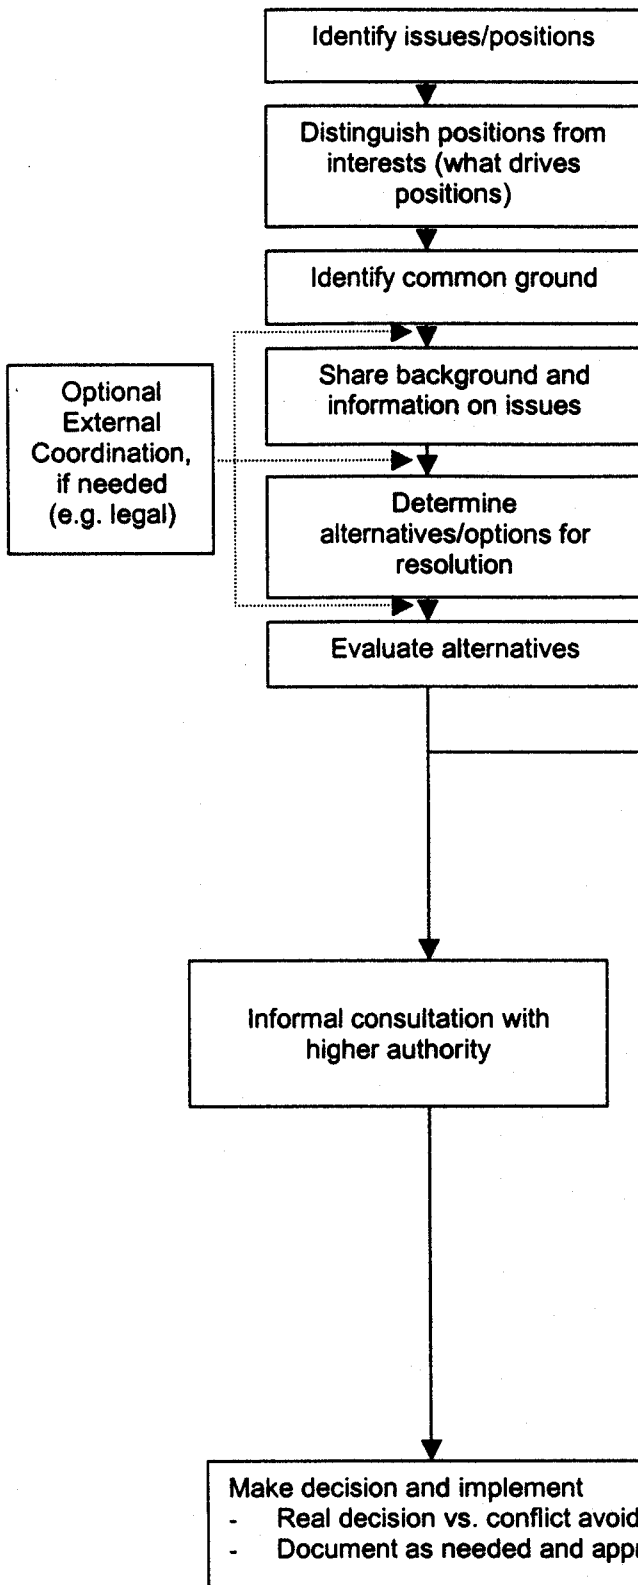 Identify issues/positions
Distinguish positions from
interests (what drives
positions)
Identify common ground
Share background and
information on issues
Optional
External
Coordination,
if needed
(e.g. legal)
Determine
alternatives/options for
resolution
Evaluate alternatives
Informal consultation with
higher authority
Make decision and implement
- Real decision vs. conflict avoid
- Document as needed and appr